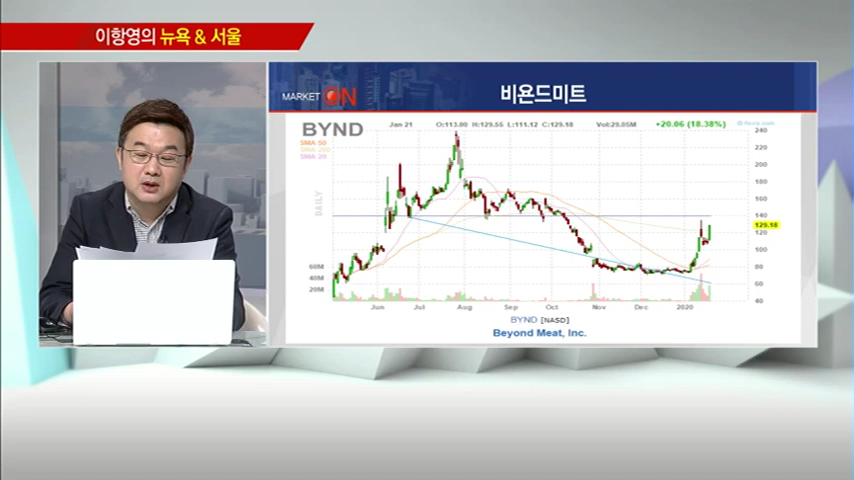 이항영의 뉴욕 & 서울
MARKET ON
비욘드미트
BYND
Jan 21 O:113.00 H:129.55 L:111.12 C:129.18 Vol:29.05M +20.06 (18.38%)
SMA 50
SMA 200
SMA 20
DAILY
240
220
200
180
160
140
129.18
120
100
80
60
40
60M
40M
20M
Jun Jul Aug Sep Oct Nov Dec 2020
BYND [NASD]
Beyond Meat, Inc.